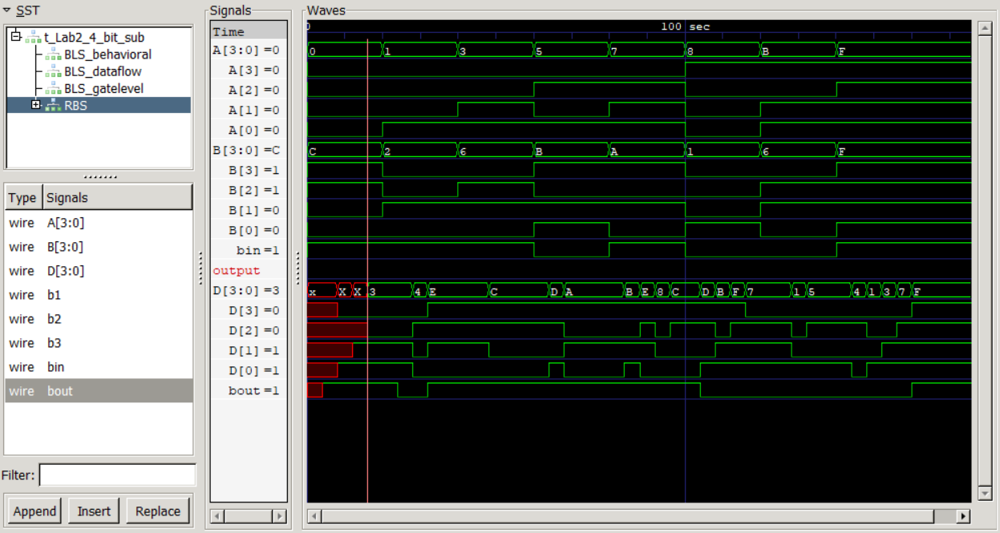 SST
t_Lab2_4_bit_sub
BLS_behavioral
BLS_dataflow
BLS_gatelevel
RBS
Type Signals
wire A[3:0]
wire B[3:0]
wire D[3:0]
wire b1
wire b2
wire b3
wire bin
wire bout
Filter:
Append Insert Replace
Signals
Time
A[3:0] =0
A[3] =0
A[2] =0
A[1] =0
A[0] =0
B[3:0] =C
B[3] =1
B[2] =1
B[1] =0
B[0] =0
bin =1
output
D[3:0] =3
D[3] =0
D[2] =0
D[1] =1
D[0] =1
bout =1
Waves
0 100 sec
0 1 3 5 7 8 B F
C 2 6 B A 1 6 F
x X X 3 4 E C D A B E 8 C D B F 7 1 5 4 1 3 7 F